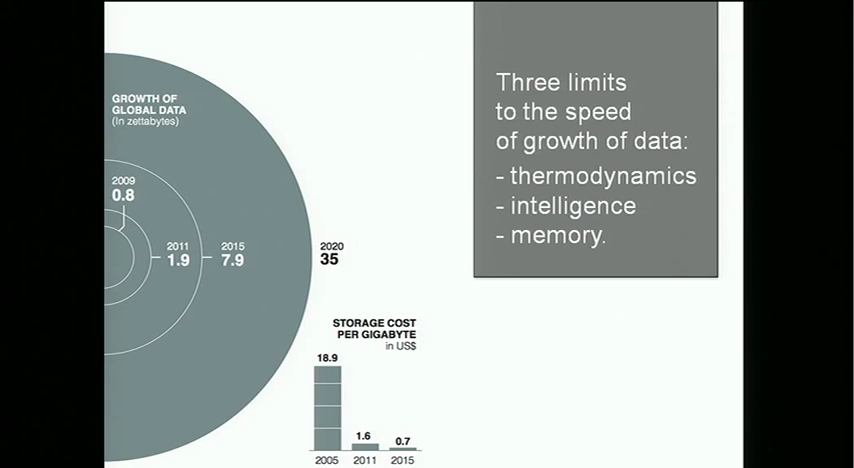 GROWTH OF
GLOBAL DATA
(In zettabytes)
2009
0.8
2011
1.9
2015
7.9
2020
35
STORAGE COST
PER GIGABYTE
in US$
18.9
1.6
0.7
2005 2011 2015
Three limits
to the speed
of growth of data:
- thermodynamics
- intelligence
- memory.